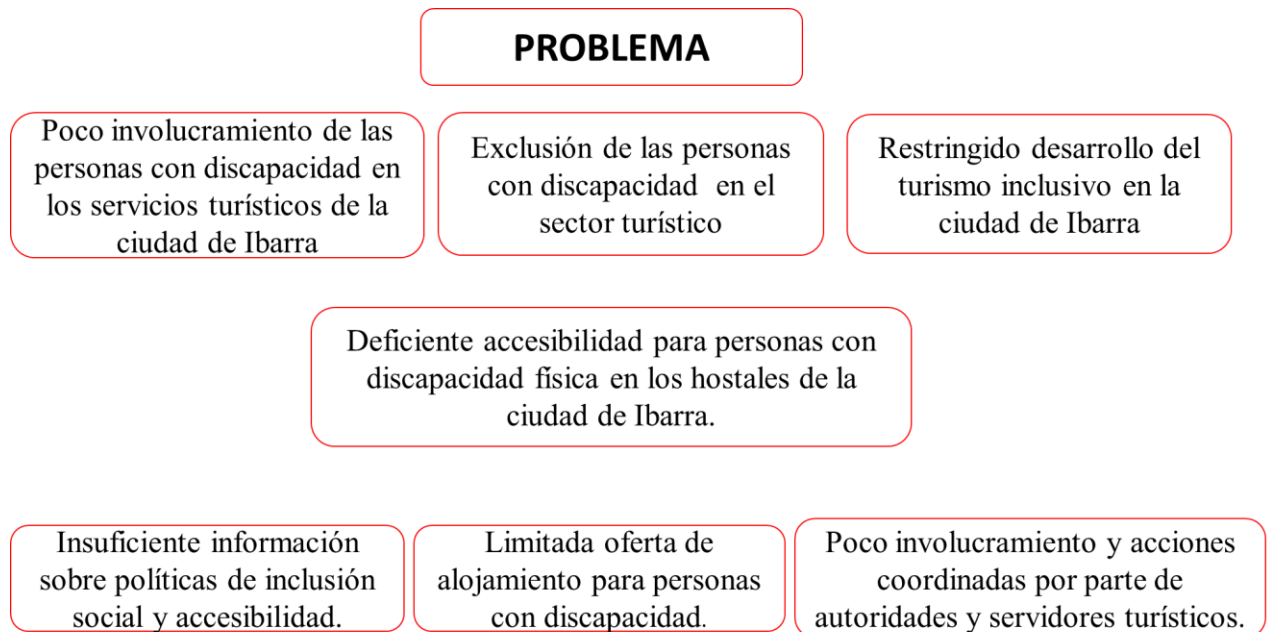 PROBLEMA
Poco involucramiento de las
personas con discapacidad en
los servicios turísticos de la
ciudad de Ibarra
Exclusión de las personas
con discapacidad en el
sector turístico
Restringido desarrollo del
turismo inclusivo en la
ciudad de Ibarra
Deficiente accesibilidad para personas con
discapacidad física en los hostales de la
ciudad de Ibarra.
Insuficiente información
sobre políticas de inclusión
social y accesibilidad.
Limitada oferta de
alojamiento para personas
con discapacidad.
Poco involucramiento y acciones
coordinadas por parte de
autoridades y servidores turísticos.